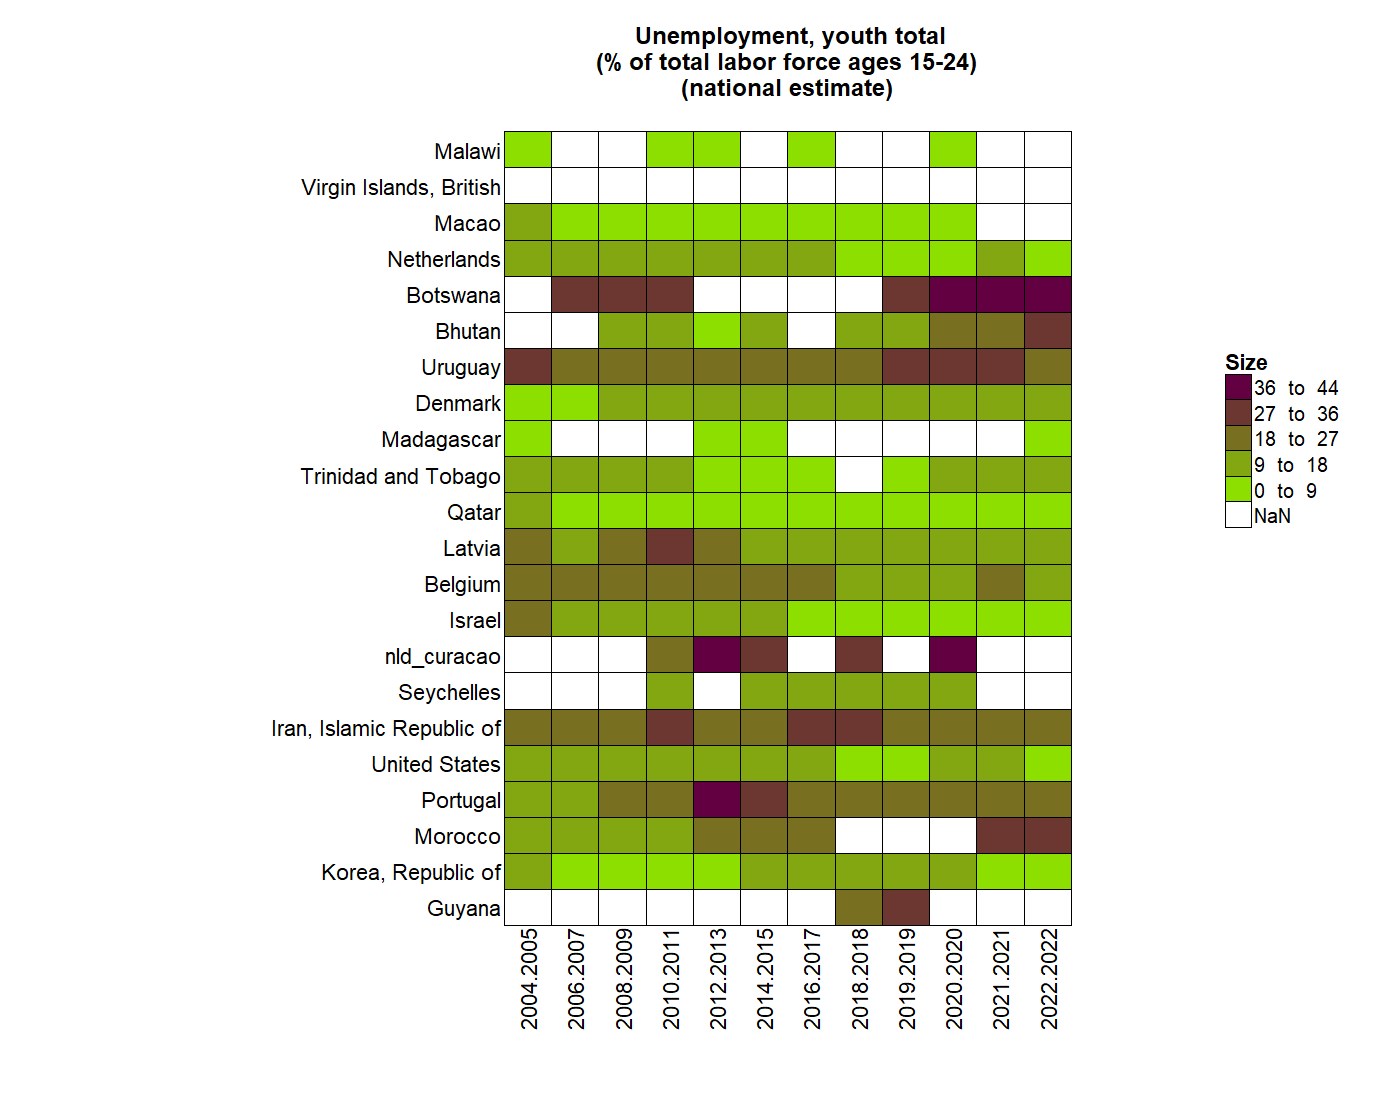 Unemployment, youth total
(% of total labor force ages 15-24)
(national estimate)
Malawi
Virgin Islands, British
Macao
Netherlands
Botswana
Bhutan
Uruguay
Denmark
Madagascar
Trinidad and Tobago
Qatar
Latvia
Belgium
Israel
nld_curacao
Seychelles
Iran, Islamic Republic of
United States
Portugal
Morocco
Korea, Republic of
Guyana
2004.2005
2006.2007
2008.2009
2010.2011
2012.2013
2014.2015
2016.2017
2018.2018
2019.2019
2020.2020
2021.2021
2022.2022
Size
36 to 44
27 to 36
18 to 27
9 to 18
0 to 9
NaN